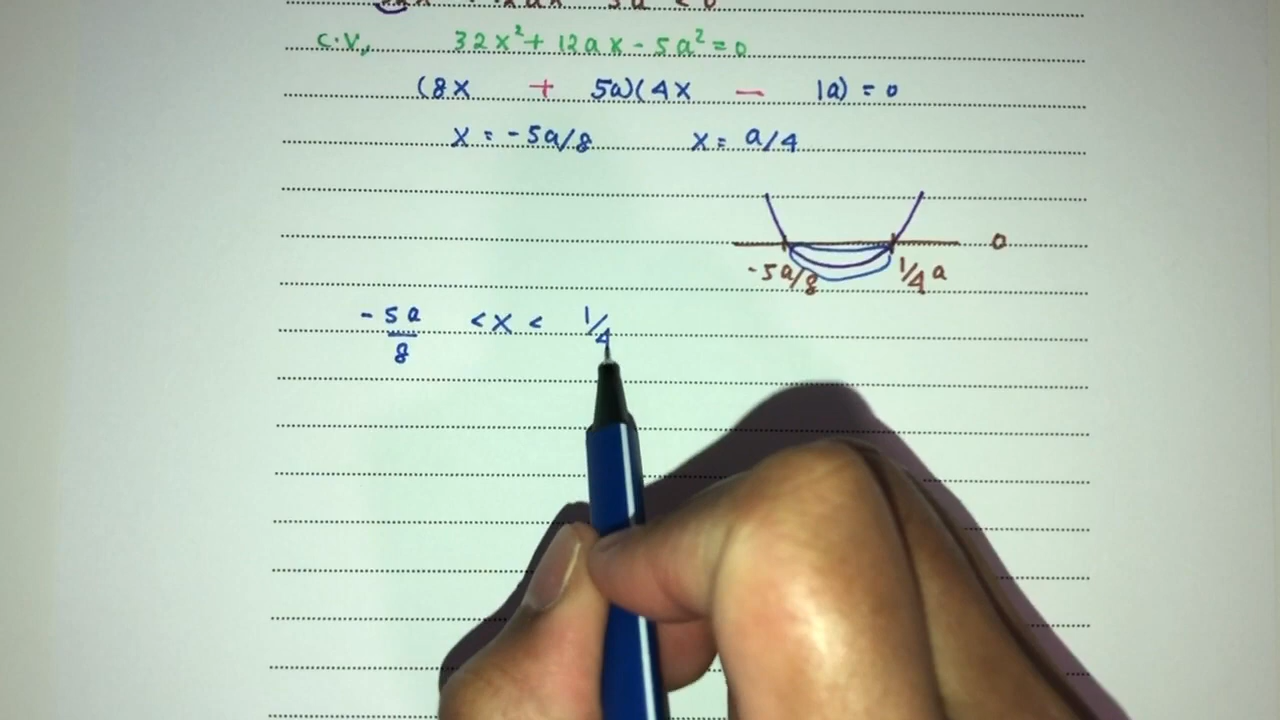 C.V., 32x²+ 12ax - 5a² = 0
(8x + 5a)(4x - 1a) = 0
x = -5a/8 x = a/4
0
-5a/8 1/4 a
-5a/8 < x < 1/4